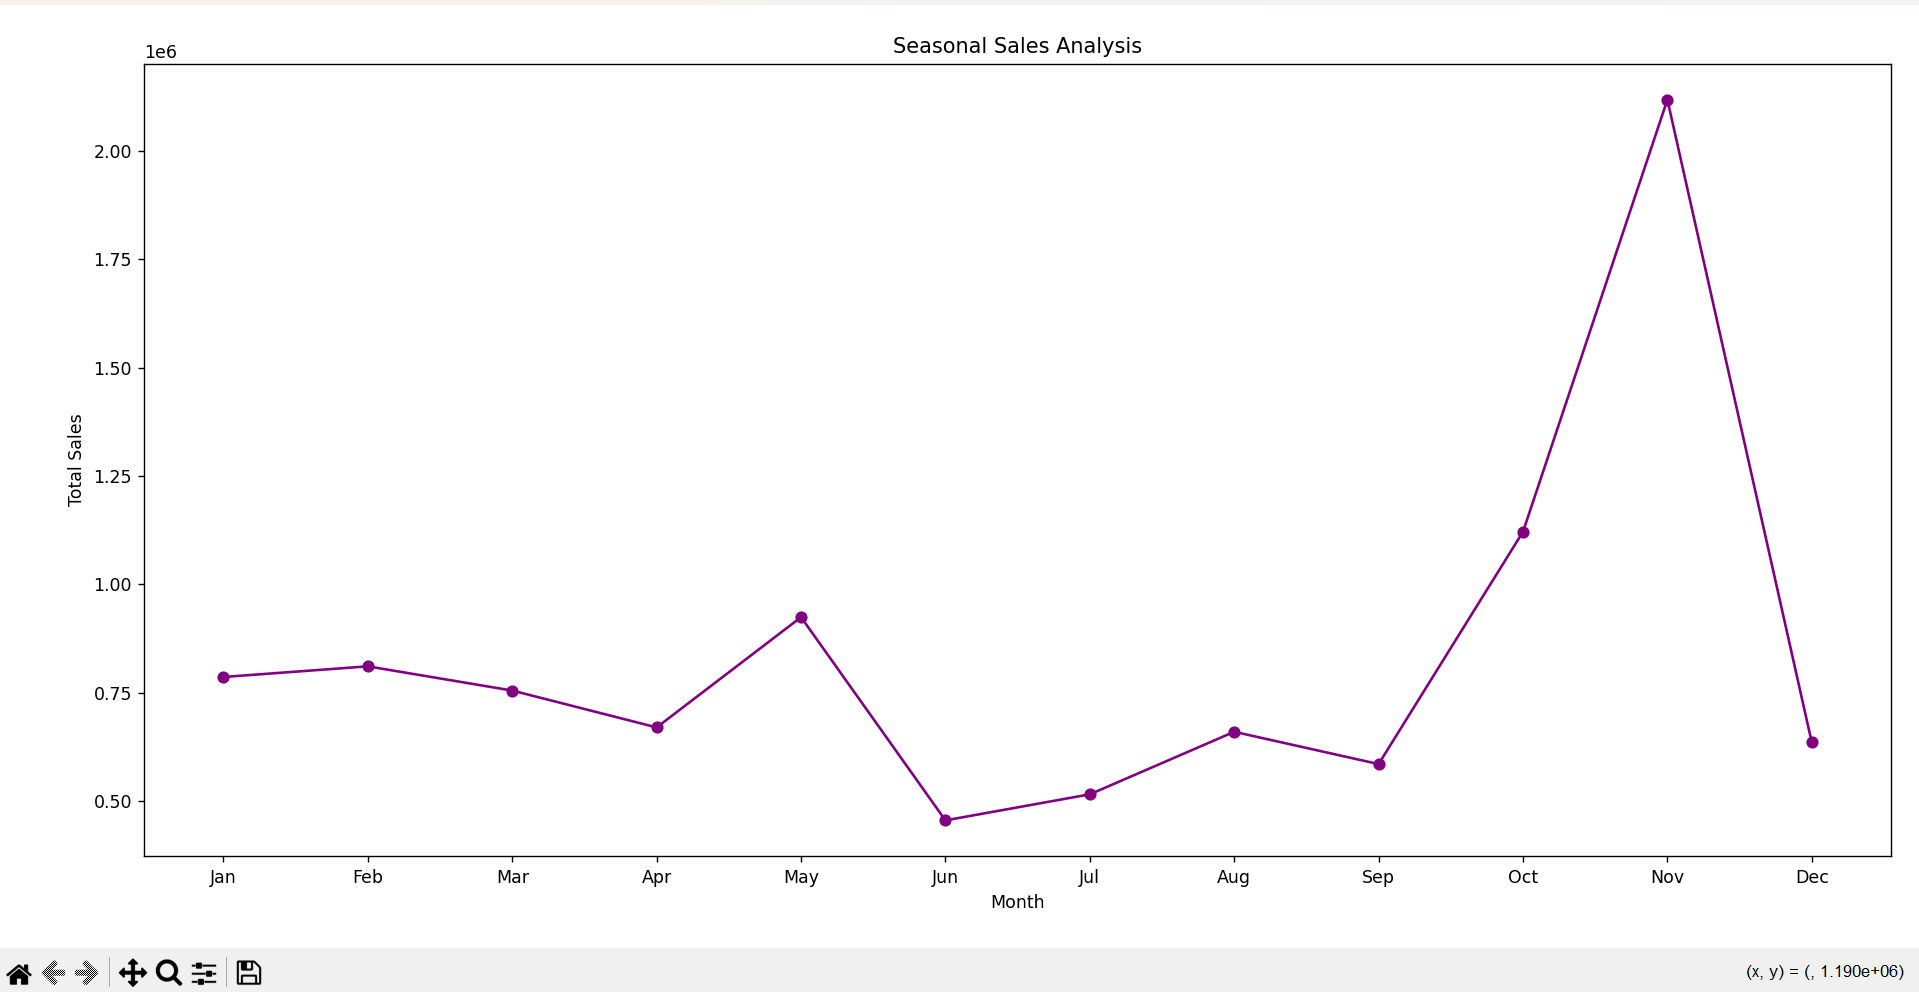 Seasonal Sales Analysis
1e6
2.00
1.75
1.50
1.25
1.00
0.75
0.50
Total Sales
Jan Feb Mar Apr May Jun Jul Aug Sep Oct Nov Dec
Month
(x, y) = (, 1.190e+06)